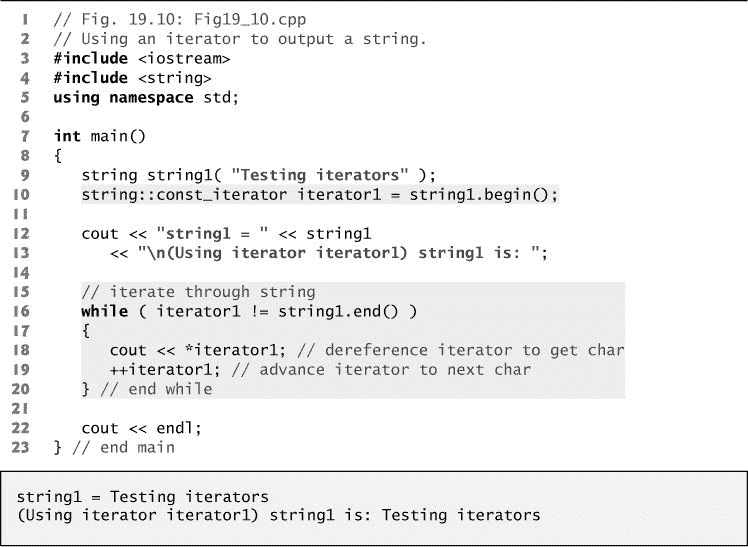 1 // Fig. 19.10: Fig19_10.cpp
2 // Using an iterator to output a string.
3 #include <iostream>
4 #include <string>
5 using namespace std;
6
7 int main()
8 {
9    string string1( "Testing iterators" );
10    string::const_iterator iterator1 = string1.begin();
11
12    cout << "string1 = " << string1
13       << "\n(Using iterator iterator1) string1 is: ";
14
15    // iterate through string
16    while ( iterator1 != string1.end() )
17    {
18       cout << *iterator1; // dereference iterator to get char
19       ++iterator1; // advance iterator to next char
20    } // end while
21
22    cout << endl;
23 } // end main
string1 = Testing iterators
(Using iterator iterator1) string1 is: Testing iterators